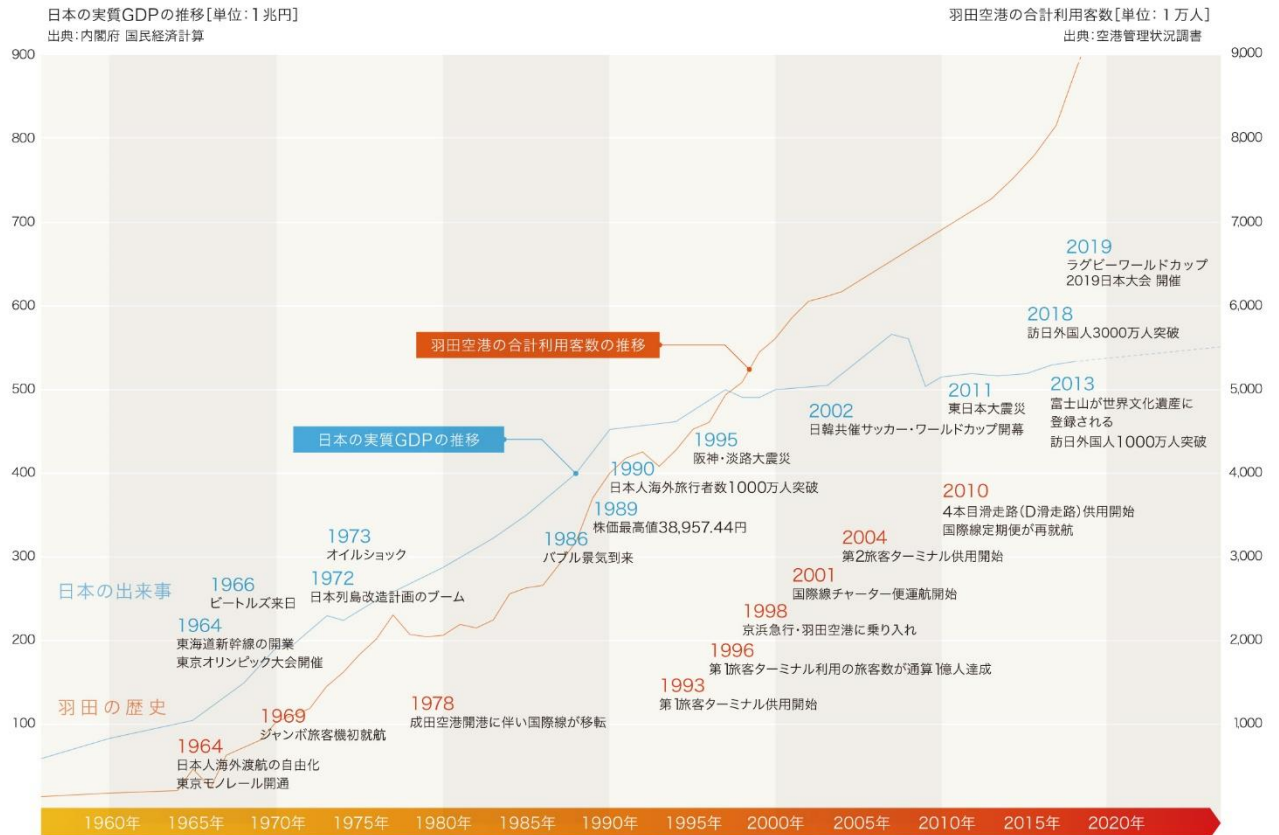 日本の実質GDPの推移[単位：1兆円]
出典：内閣府 国民経済計算
羽田空港の合計利用客数[単位：1万人]
出典：空港管理状況調書
900
800
700
600
500
400
300
200
100
9,000
8,000
7,000
6,000
5,000
4,000
3,000
2,000
1,000
羽田空港の合計利用客数の推移
日本の実質GDPの推移
日本の出来事
1964
東海道新幹線の開業
東京オリンピック大会開催
1966
ビートルズ来日
1972
日本列島改造計画のブーム
1973
オイルショック
1986
バブル景気到来
1989
株価最高値38,957.44円
1990
日本人海外旅行者数1000万人突破
1995
阪神・淡路大震災
2002
日韓共催サッカー・ワールドカップ開幕
2011
東日本大震災
2013
富士山が世界文化遺産に
登録される
訪日外国人1000万人突破
2018
訪日外国人3000万人突破
2019
ラグビーワールドカップ
2019日本大会 開催
羽田の歴史
1964
日本人海外渡航の自由化
東京モノレール開通
1969
ジャンボ旅客機初就航
1978
成田空港開港に伴い国際線が移転
1993
第1旅客ターミナル供用開始
1996
第1旅客ターミナル利用の旅客数が通算1億人達成
1998
京浜急行・羽田空港に乗り入れ
2001
国際線チャーター便運航開始
2004
第2旅客ターミナル供用開始
2010
4本目滑走路（D滑走路）供用開始
国際線定期便が再就航
1960年 1965年 1970年 1975年 1980年 1985年 1990年 1995年 2000年 2005年 2010年 2015年 2020年